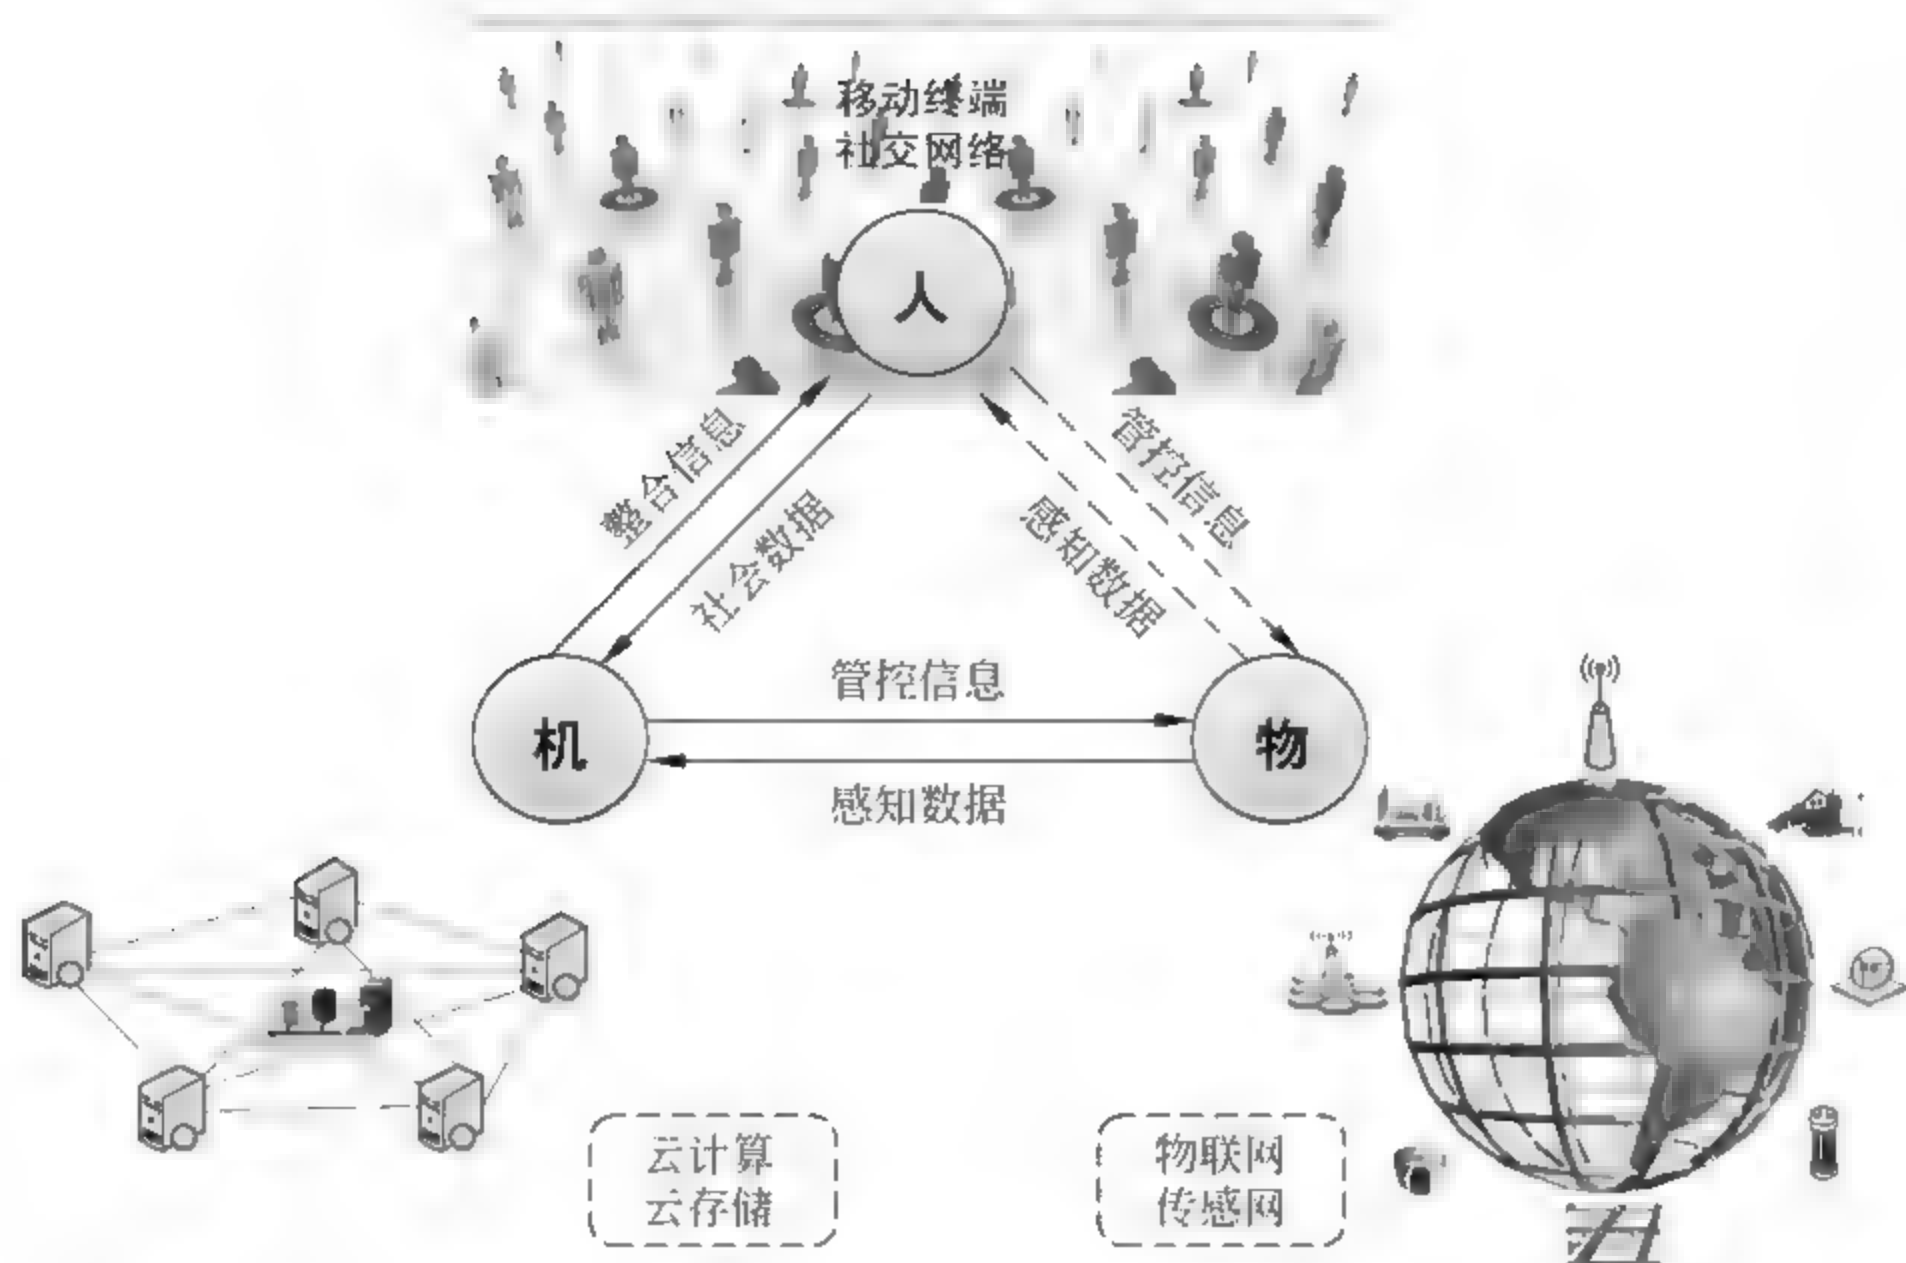 移动终端
社交网络
人
整合信息
社会数据
管控信息
感知数据
管控信息
机
物
感知数据
云计算
云存储
物联网
传感网